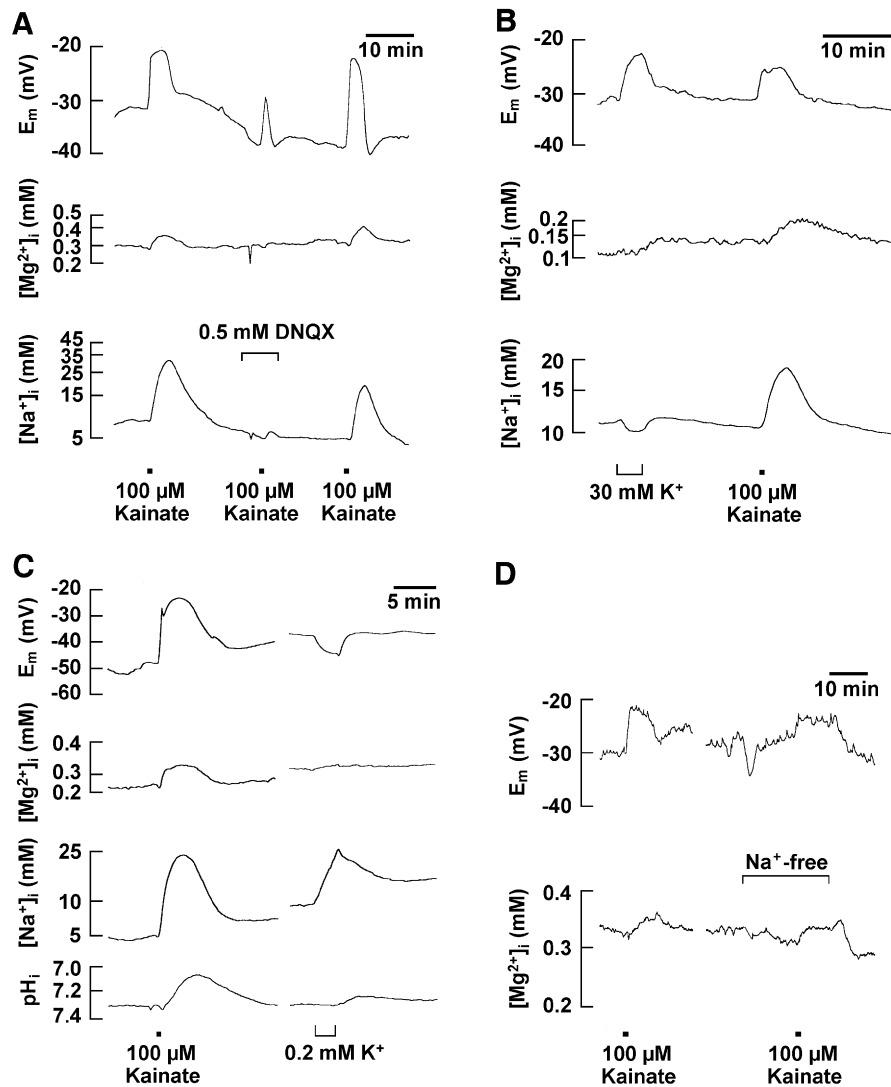 A
10 min
-20
-30
-40
Em (mV)
0.5
0.4
0.3
0.2
[Mg2+]i (mM)
0.5 mM DNQX
45
35
25
15
5
[Na+]i (mM)
100 µM 100 µM 100 µM
Kainate Kainate Kainate
B
10 min
-20
-30
-40
Em (mV)
0.2
0.15
0.1
[Mg2+]i (mM)
20
15
10
[Na+]i (mM)
30 mM K+ 100 µM
Kainate
C
5 min
-20
-30
-40
-50
-60
Em (mV)
0.4
0.3
0.2
[Mg2+]i (mM)
25
10
5
[Na+]i (mM)
7.0
7.2
7.4
pHi
100 µM 0.2 mM K+
Kainate
D
10 min
-20
-30
-40
Em (mV)
Na+-free
0.4
0.3
0.2
[Mg2+]i (mM)
100 µM 100 µM
Kainate Kainate